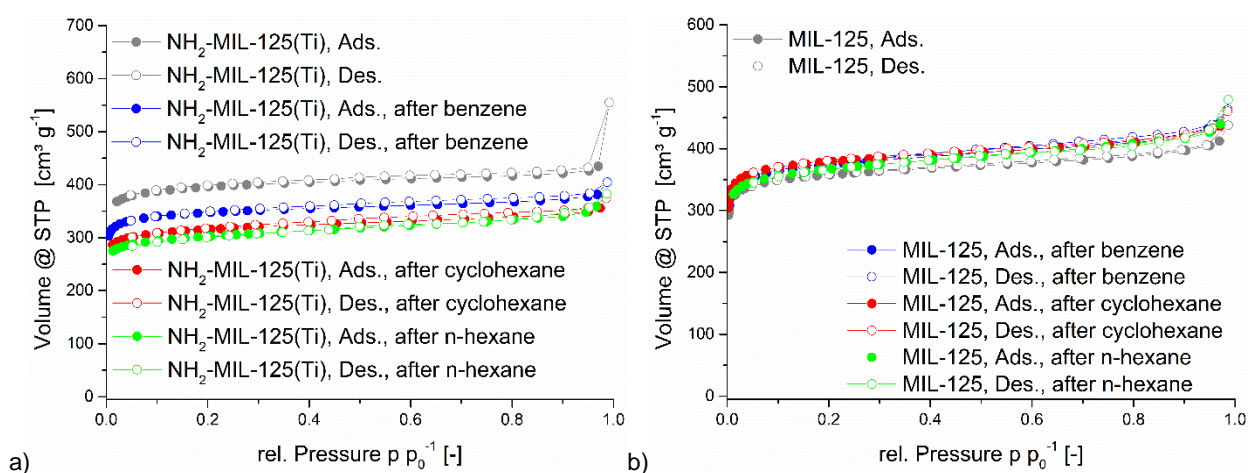 700
600
500
400
300
200
100
0
Volume @ STP [cm³ g⁻¹]
NH₂-MIL-125(Ti), Ads.
NH₂-MIL-125(Ti), Des.
NH₂-MIL-125(Ti), Ads., after benzene
NH₂-MIL-125(Ti), Des., after benzene
NH₂-MIL-125(Ti), Ads., after cyclohexane
NH₂-MIL-125(Ti), Des., after cyclohexane
NH₂-MIL-125(Ti), Ads., after n-hexane
NH₂-MIL-125(Ti), Des., after n-hexane
0.0 0.2 0.4 0.6 0.8 1.0
rel. Pressure p p₀⁻¹ [-]
a)
600
500
400
300
200
100
0
Volume @ STP [cm³ g⁻¹]
MIL-125, Ads.
MIL-125, Des.
MIL-125, Ads., after benzene
MIL-125, Des., after benzene
MIL-125, Ads., after cyclohexane
MIL-125, Des., after cyclohexane
MIL-125, Ads., after n-hexane
MIL-125, Des., after n-hexane
0.0 0.2 0.4 0.6 0.8 1.0
rel. Pressure p p₀⁻¹ [-]
b)